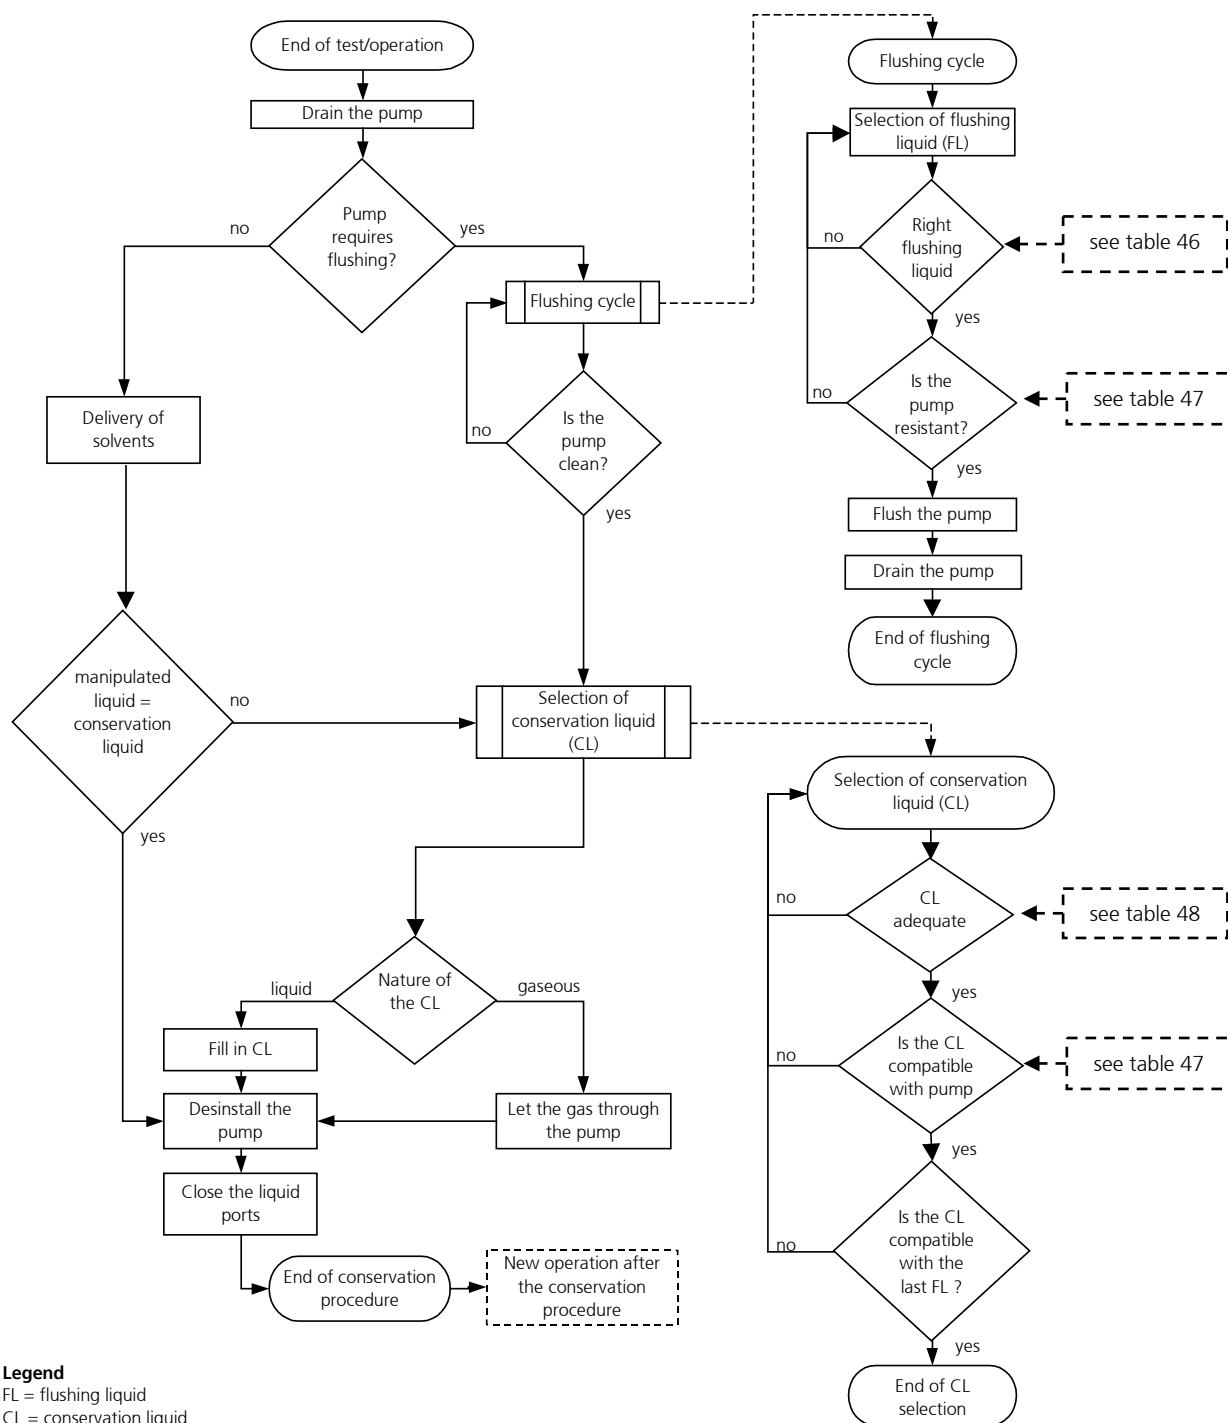 End of test/operation
Drain the pump
Pump
requires
flushing?
no
yes
Flushing cycle
Is the
pump
clean?
no
yes
Delivery of
solvents
manipulated
liquid =
conservation
liquid
no
yes
Selection of
conservation liquid
(CL)
Nature of
the CL
liquid
gaseous
Fill in CL
Desinstall the
pump
Let the gas through
the pump
Close the liquid
ports
End of conservation
procedure
New operation after
the conservation
procedure
Flushing cycle
Selection of flushing
liquid (FL)
Right
flushing
liquid
no
see table 46
yes
Is the
pump
resistant?
no
see table 47
yes
Flush the pump
Drain the pump
End of flushing
cycle
Selection of conservation
liquid (CL)
CL
adequate
no
see table 48
yes
Is the CL
compatible
with pump
no
see table 47
yes
Is the CL
compatible
with the
last FL ?
no
yes
End of CL
selection
Legend
FL = flushing liquid
CL = conservation liquid